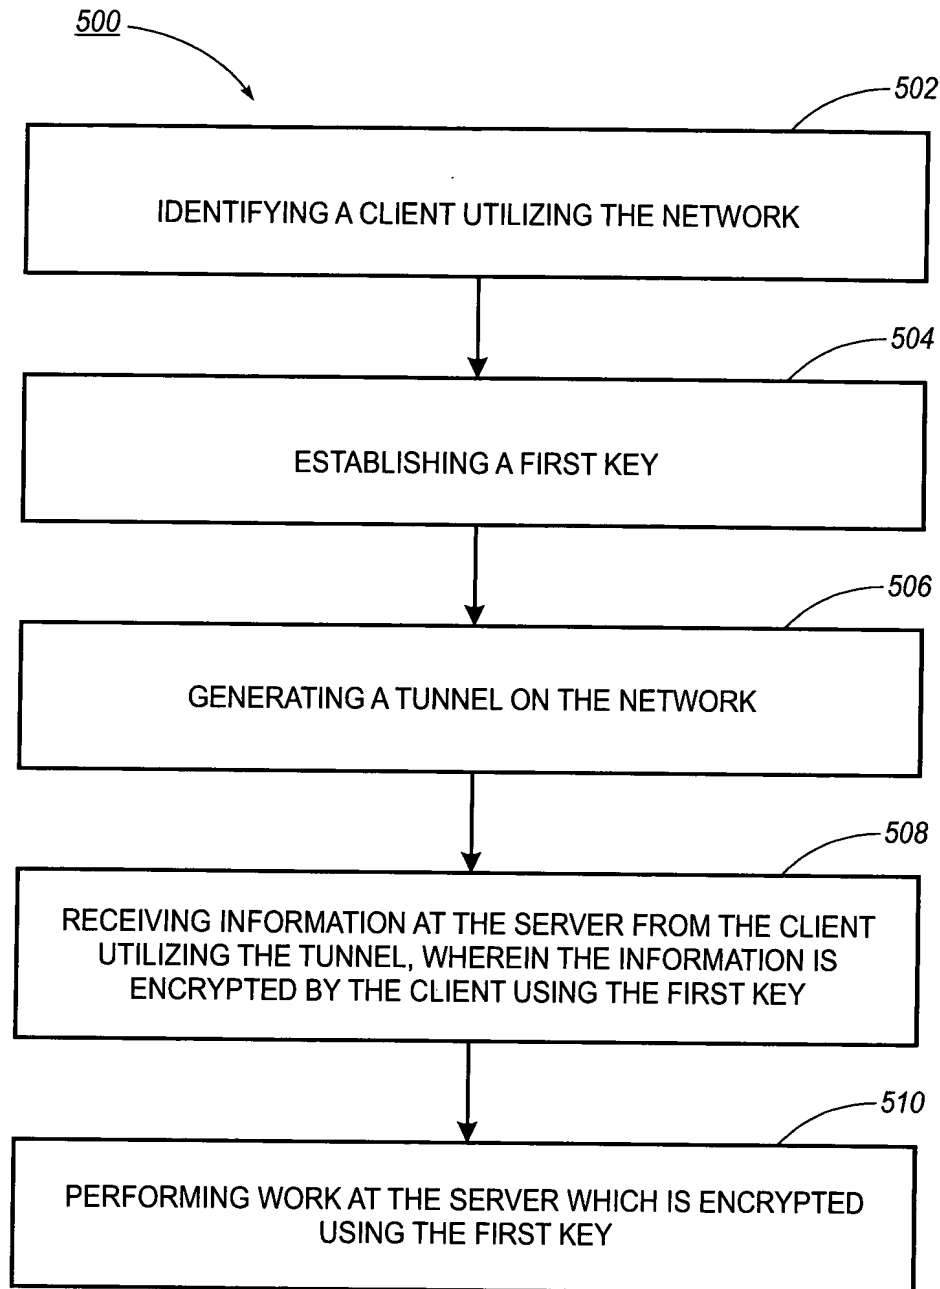 500
502
IDENTIFYING A CLIENT UTILIZING THE NETWORK
504
ESTABLISHING A FIRST KEY
506
GENERATING A TUNNEL ON THE NETWORK
508
RECEIVING INFORMATION AT THE SERVER FROM THE CLIENT
UTILIZING THE TUNNEL, WHEREIN THE INFORMATION IS
ENCRYPTED BY THE CLIENT USING THE FIRST KEY
510
PERFORMING WORK AT THE SERVER WHICH IS ENCRYPTED
USING THE FIRST KEY